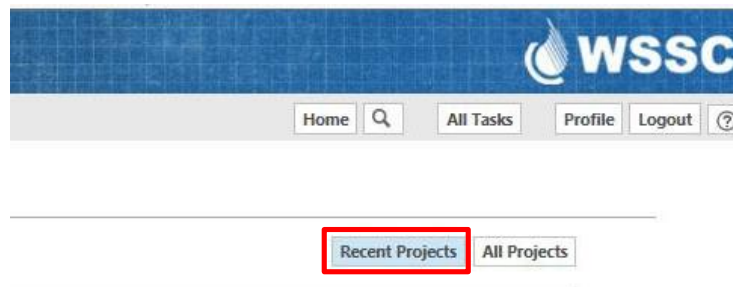 WSSC
Home All Tasks Profile Logout ?
Recent Projects All Projects